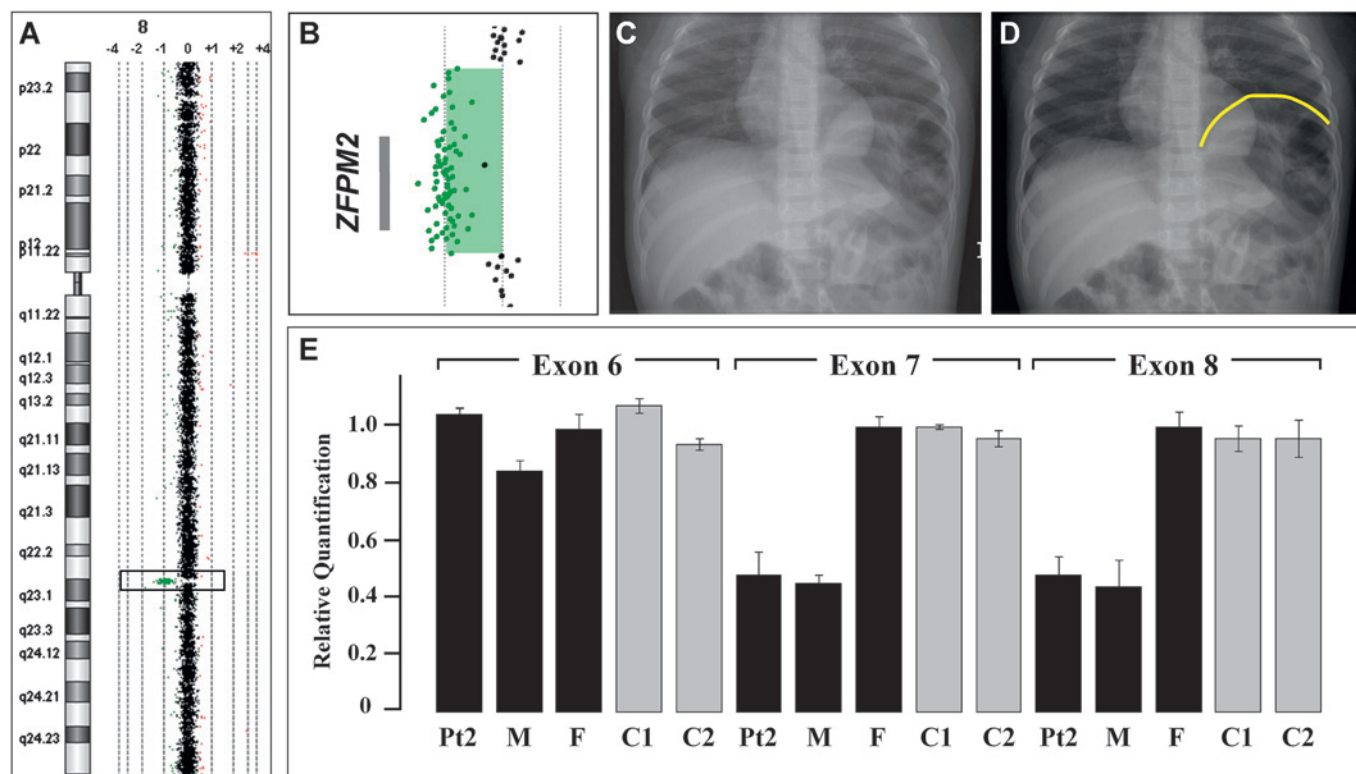 A
8
-4 -2 -1 0 +1 +2 +4
p23.2
p22
p21.2
p12
p11.22
q11.22
q12.1
q12.3
q13.2
q21.11
q21.13
q21.3
q22.2
q23.1
q23.3
q24.12
q24.21
q24.23
B
ZFPM2
C
D
E
Exon 6 Exon 7 Exon 8
Relative Quantification
1.0
0.8
0.6
0.4
0.2
0
Pt2 M F C1 C2 Pt2 M F C1 C2 Pt2 M F C1 C2